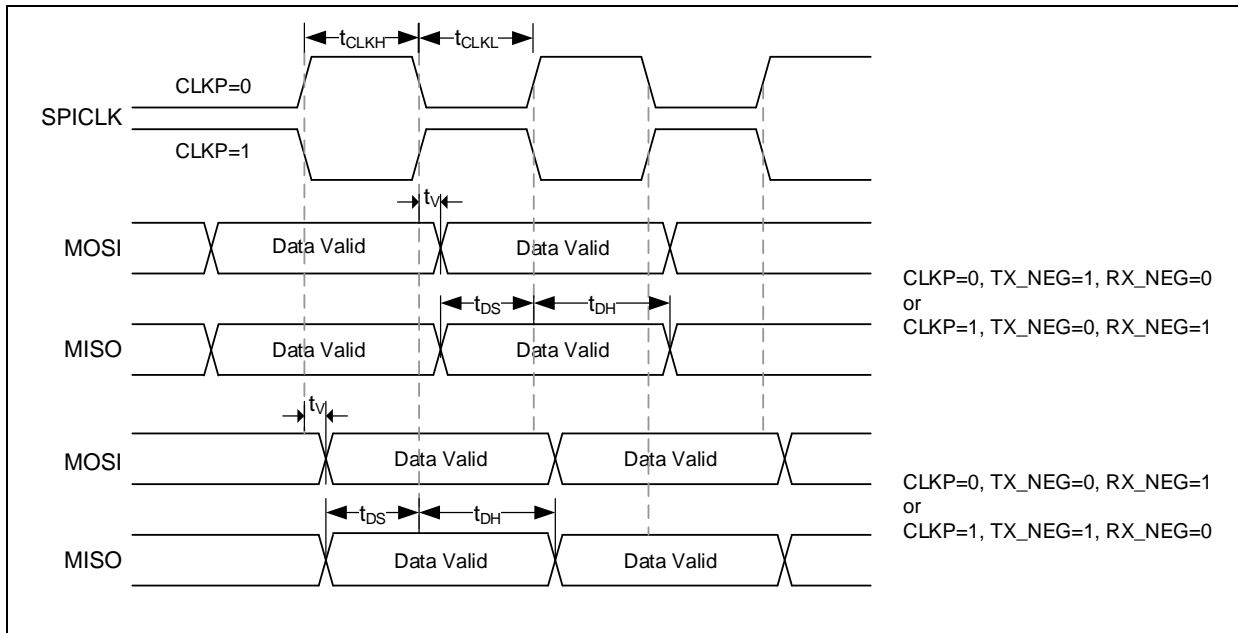 tCLKH tCLKL
CLKP=0
SPICLK
CLKP=1
tV
MOSI Data Valid Data Valid
CLKP=0, TX_NEG=1, RX_NEG=0
or
CLKP=1, TX_NEG=0, RX_NEG=1
tDS tDH
MISO Data Valid Data Valid
tV
MOSI Data Valid Data Valid
CLKP=0, TX_NEG=0, RX_NEG=1
or
CLKP=1, TX_NEG=1, RX_NEG=0
tDS tDH
MISO Data Valid Data Valid